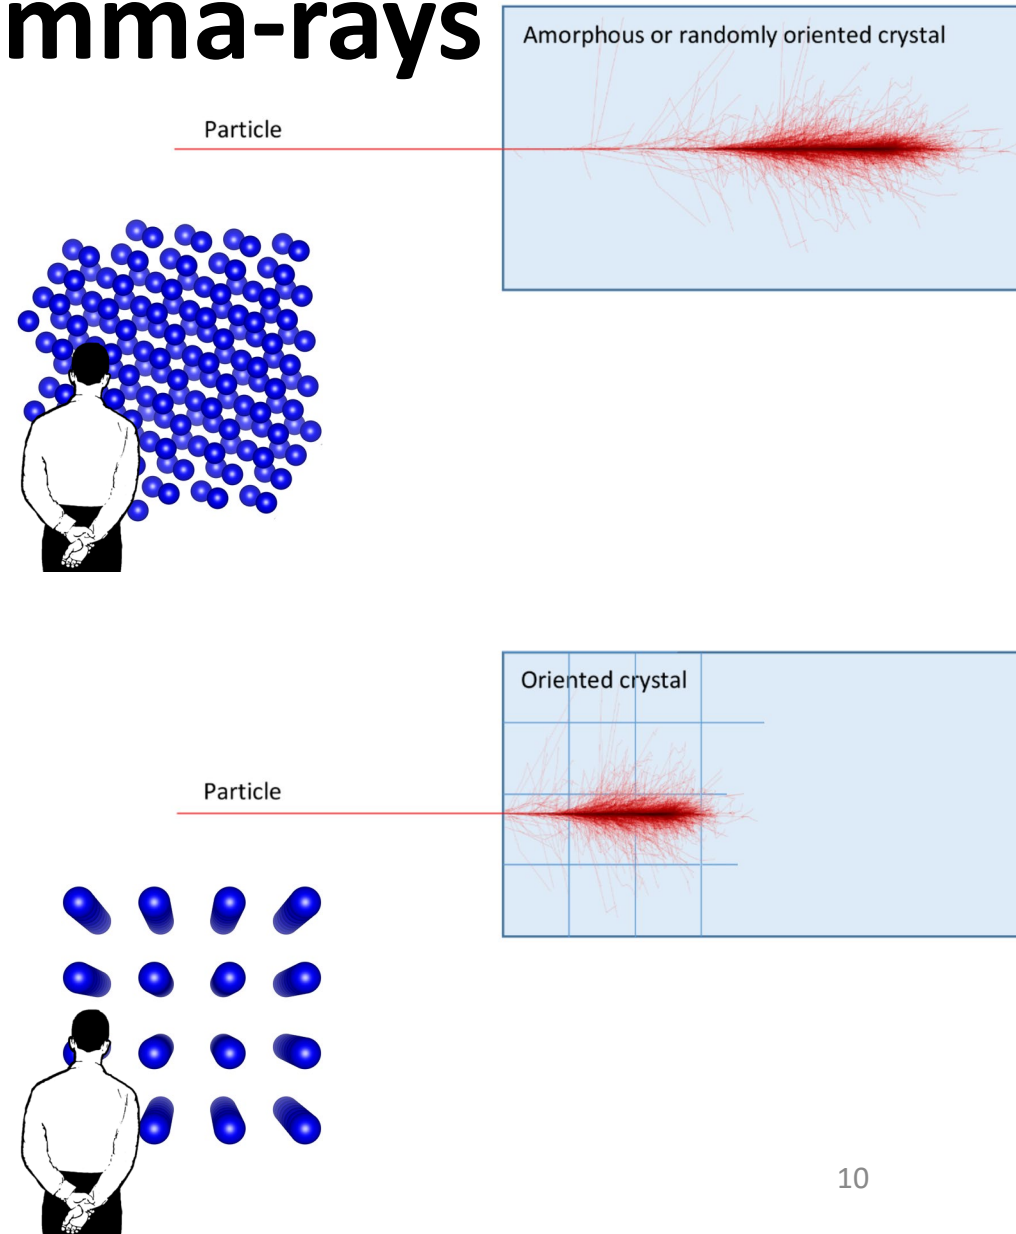 mma-rays
Amorphous or randomly oriented crystal
Particle
Oriented crystal
Particle
10